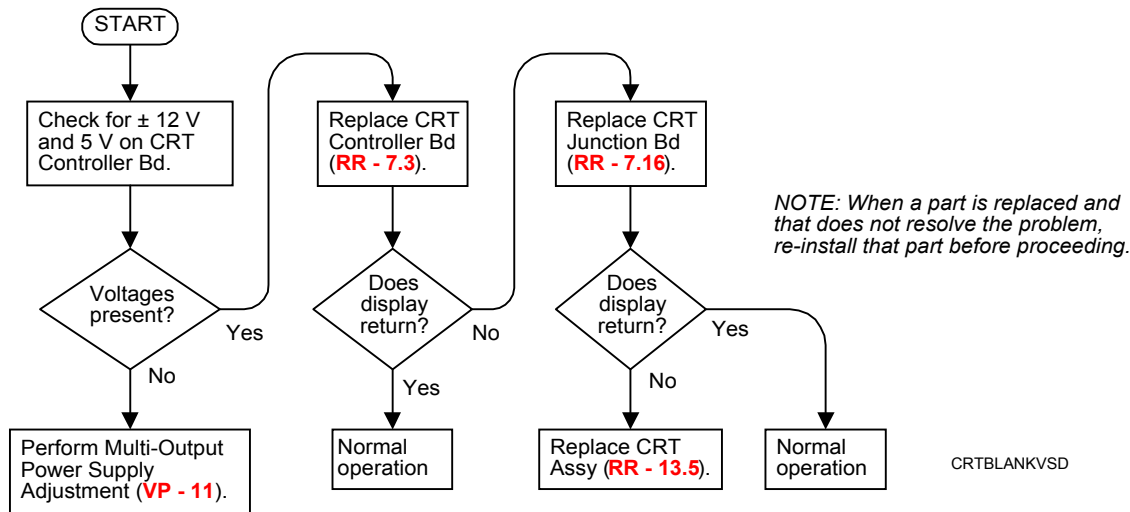 START
Check for ± 12 V
and 5 V on CRT
Controller Bd.
Voltages
present?
Yes
No
Perform Multi-Output
Power Supply
Adjustment (VP - 11).
Replace CRT
Controller Bd
(RR - 7.3).
Does
display
return?
No
Yes
Normal
operation
Replace CRT
Junction Bd
(RR - 7.16).
Does
display
return?
Yes
No
Replace CRT
Assy (RR - 13.5).
Normal
operation
NOTE: When a part is replaced and
that does not resolve the problem,
re-install that part before proceeding.
CRTBLANKVSD